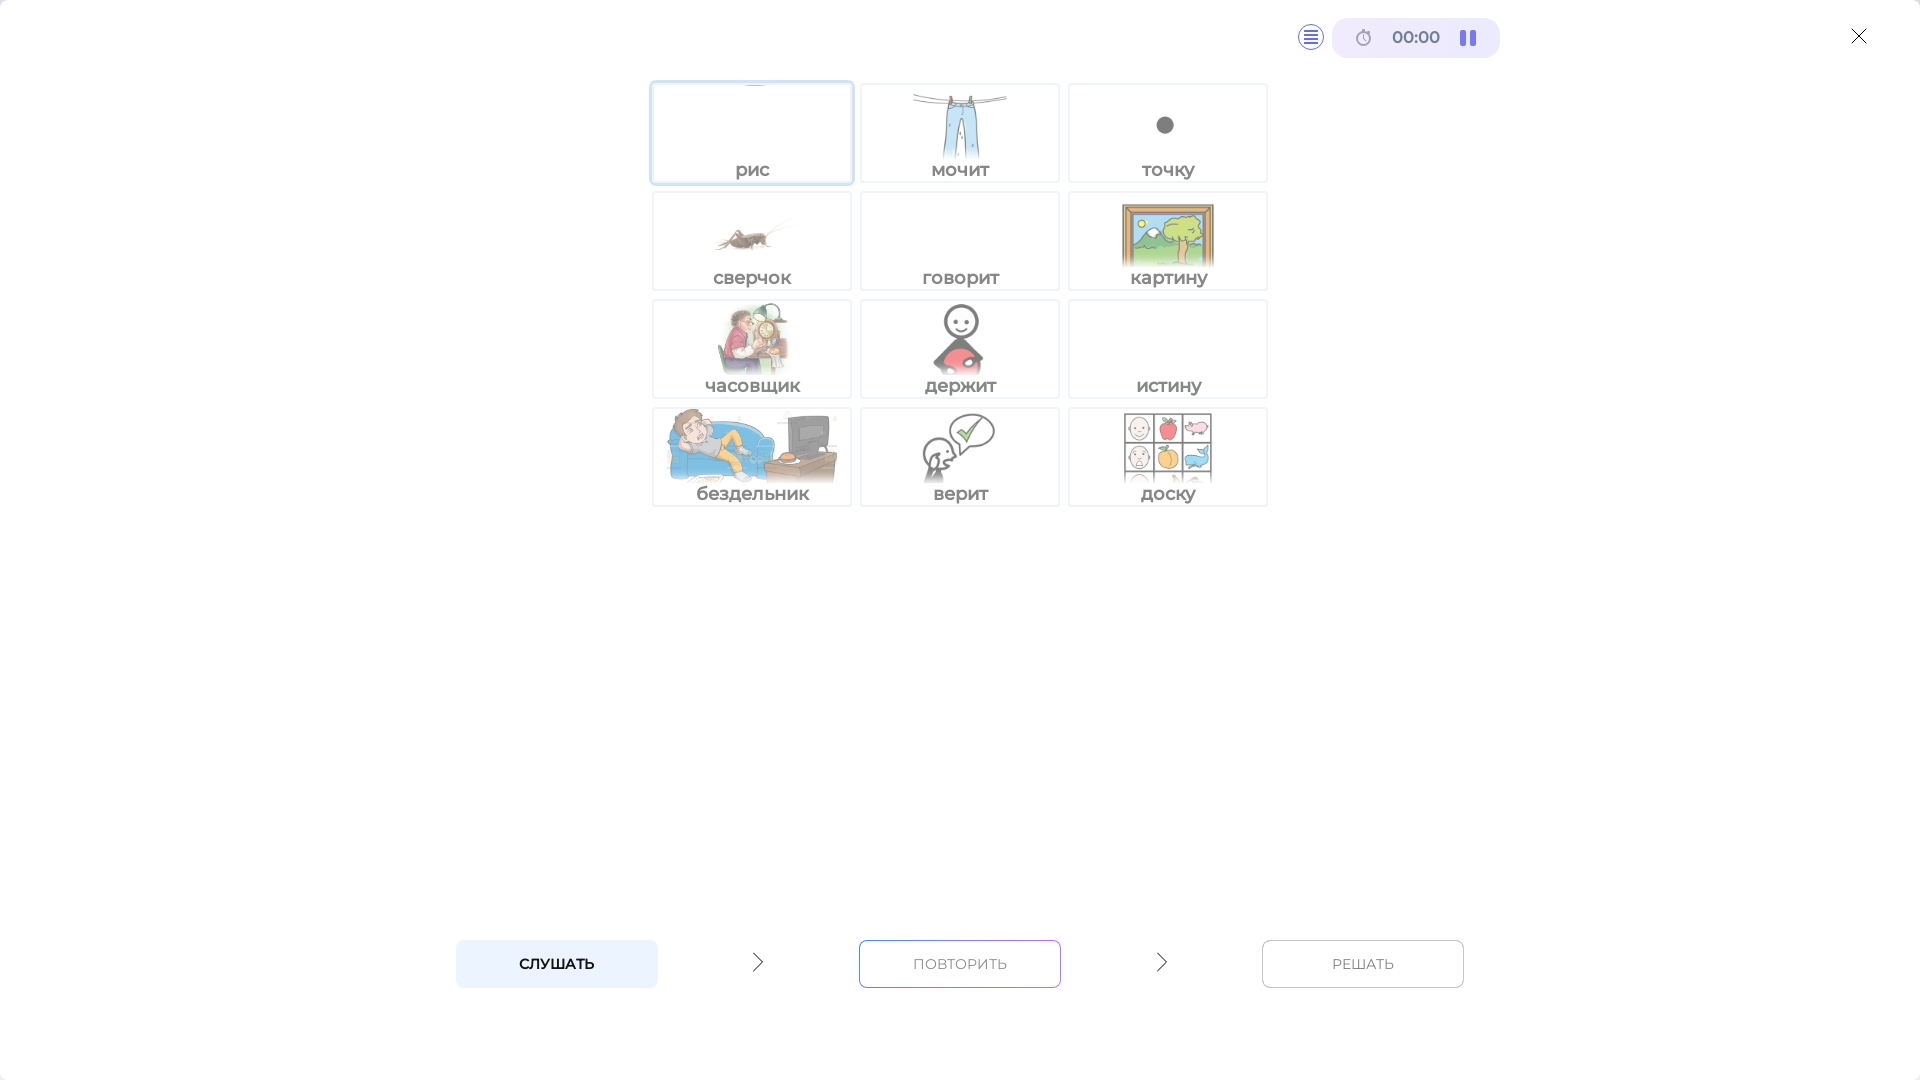 00:00
рис
мочит
точку
сверчок
говорит
картину
часовщик
держит
истину
бездельник
верит
доску
СЛУШАТЬ
ПОВТОРИТЬ
РЕШАТЬ